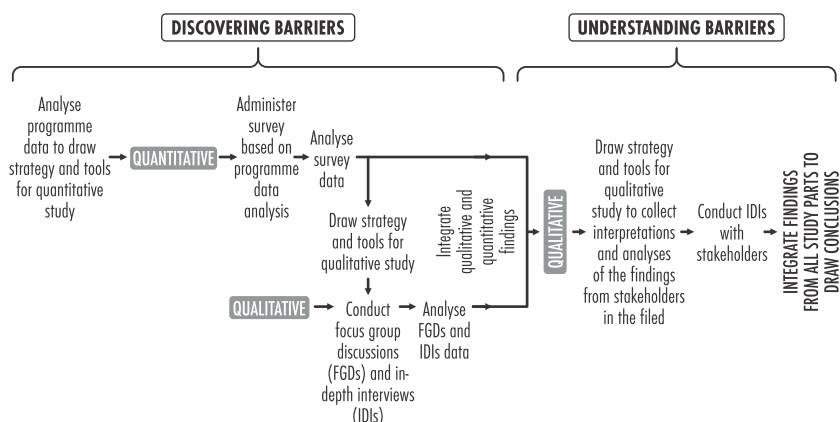 DISCOVERING BARRIERS
UNDERSTANDING BARRIERS
Analyse
programme
data to draw
strategy and tools
for quantitative
study
QUANTITATIVE
Administer
survey
based on
programme
data
analysis
Analyse
survey
data
Draw strategy
and tools for
qualitative study
QUALITATIVE
Conduct
focus group
discussions
(FGDs) and in-
depth interviews
(IDIs)
Analyse
FGDs and
IDIs data
Integrate
qualitative and
quantitative
findings
QUALITATIVE
Draw strategy
and tools for
qualitative
study to collect
interpretations
and analyses
of the findings
from stakeholders
in the filed
Conduct IDIs
with
stakeholders
INTEGRATE FINDINGS
FROM ALL STUDY PARTS TO
DRAW CONCLUSIONS